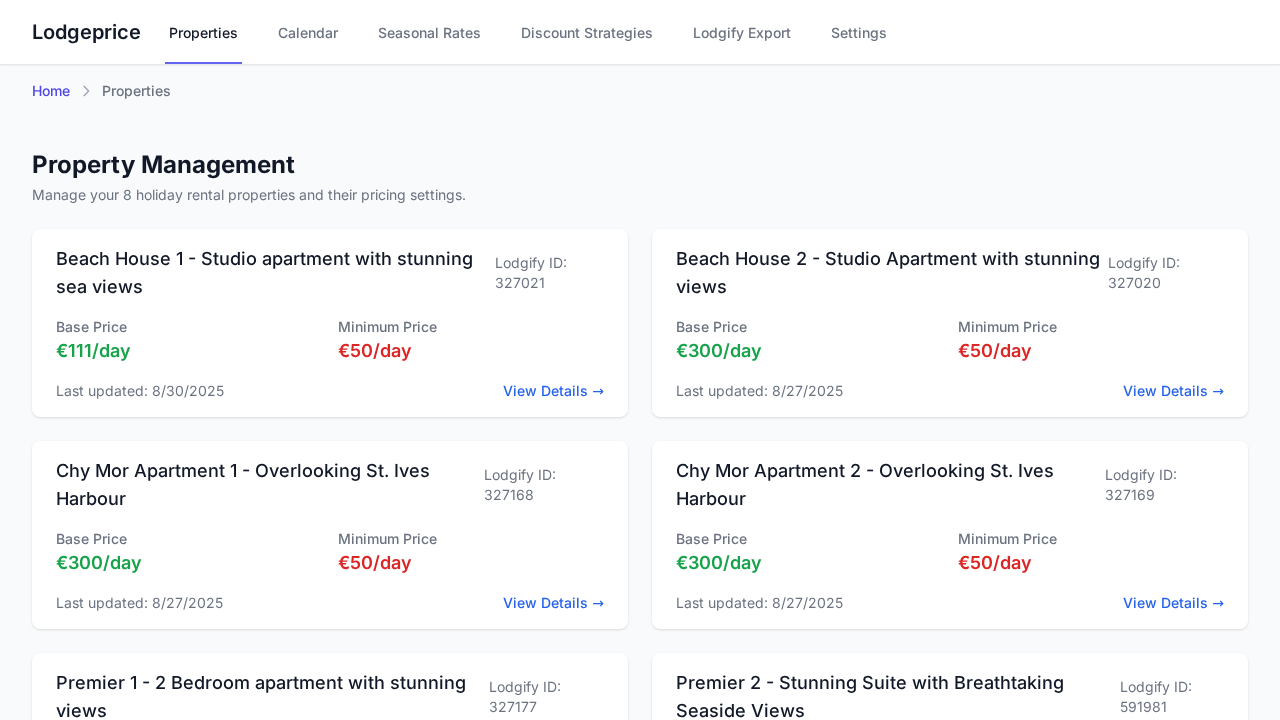 Lodgeprice Properties Calendar Seasonal Rates Discount Strategies Lodgify Export Settings
Home Properties
Property Management
Manage your 8 holiday rental properties and their pricing settings.
Beach House 1 - Studio apartment with stunning
sea views
Lodgify ID:
327021
Base Price
€111/day
Minimum Price
€50/day
Last updated: 8/30/2025
View Details →
Beach House 2 - Studio Apartment with stunning
views
Lodgify ID:
327020
Base Price
€300/day
Minimum Price
€50/day
Last updated: 8/27/2025
View Details →
Chy Mor Apartment 1 - Overlooking St. Ives
Harbour
Lodgify ID:
327168
Base Price
€300/day
Minimum Price
€50/day
Last updated: 8/27/2025
View Details →
Chy Mor Apartment 2 - Overlooking St. Ives
Harbour
Lodgify ID:
327169
Base Price
€300/day
Minimum Price
€50/day
Last updated: 8/27/2025
View Details →
Premier 1 - 2 Bedroom apartment with stunning
views
Lodgify ID:
327177
Premier 2 - Stunning Suite with Breathtaking
Seaside Views
Lodgify ID:
591981